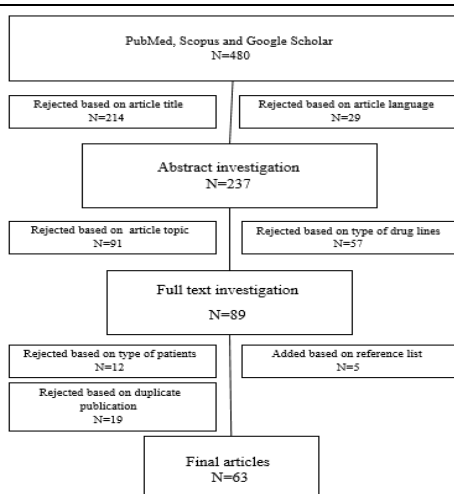 PubMed, Scopus and Google Scholar
N=480
Rejected based on article title
N=214
Rejected based on article language
N=29
Abstract investigation
N=237
Rejected based on article topic
N=91
Rejected based on type of drug lines
N=57
Full text investigation
N=89
Rejected based on type of patients
N=12
Added based on reference list
N=5
Rejected based on duplicate
publication
N=19
Final articles
N=63